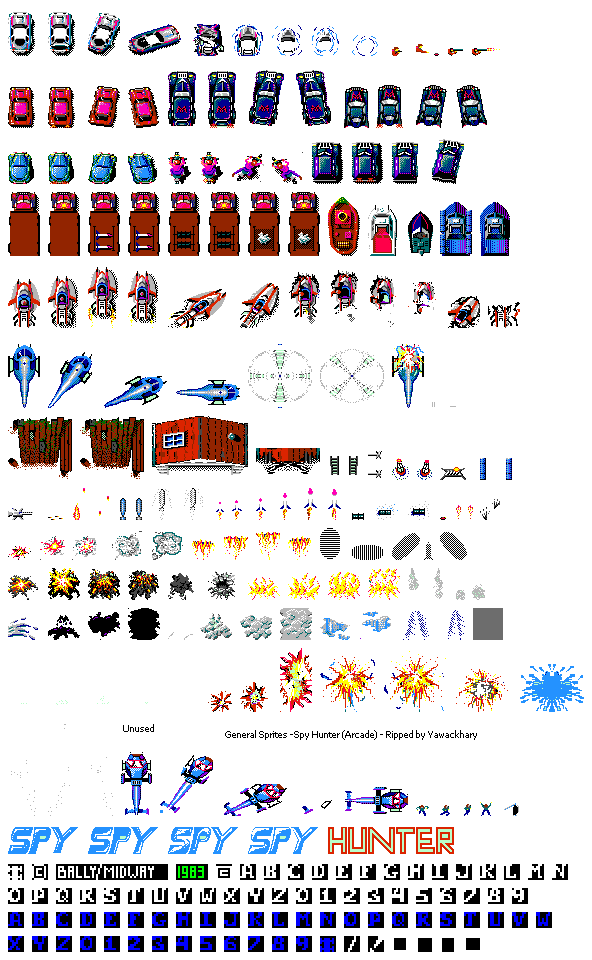 Unused
General Sprites -Spy Hunter (Arcade) - Ripped by Yawackhary
SPY SPY SPY SPY HUNTER
© BALLY/MIDWAY 1983 A B C D E F G H I J K L M N
O P Q R S T U V W X Y Z 0 1 2 3 4 5 6 7 8 9
A B C D E F G H I J K L M N O P Q R S T U V W
X Y Z 0 1 2 3 4 5 6 7 8 9